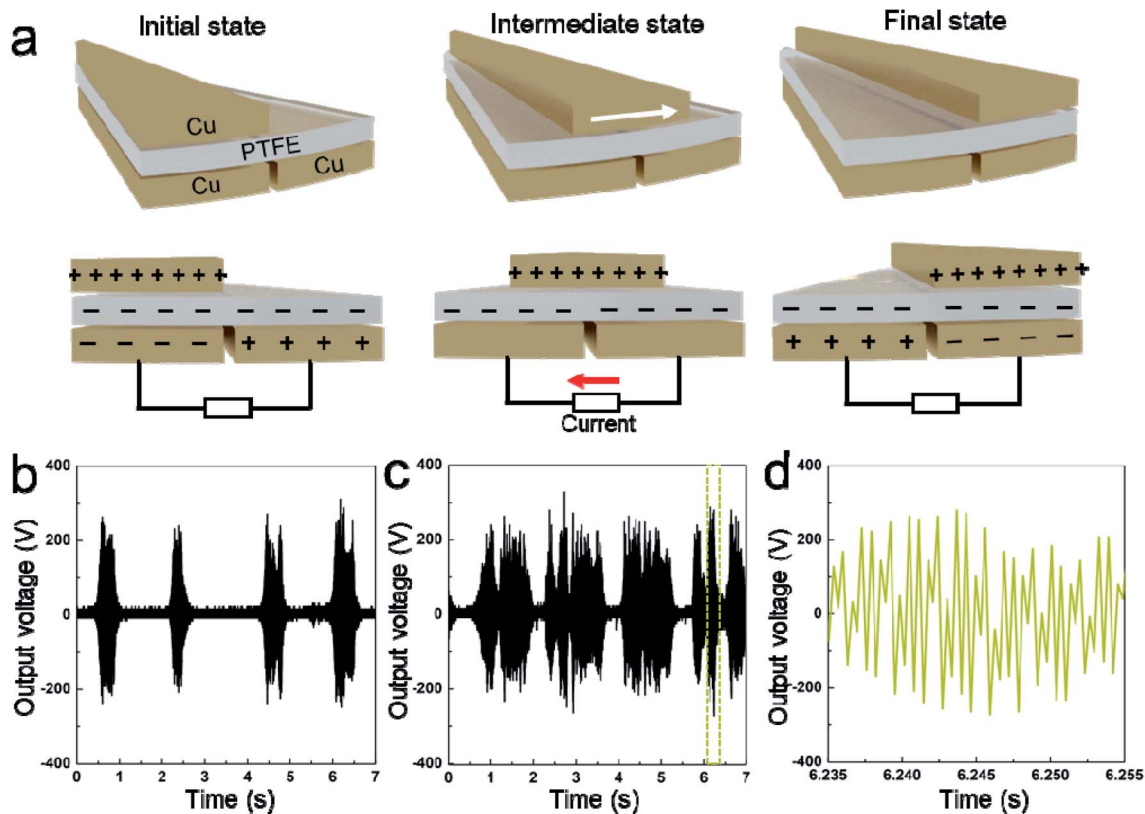 a
Initial state
Intermediate state
Final state
Cu
PTFE
Cu
Cu
+ + + + + + + +
+ + + + + + + +
+ + + + + + + +
− − − − − − − −
− − − − − − − −
− − − − − − − −
− − − − + + + +
+ + + + − − − −
Current
b
c
d
Output voltage (V)
400
200
0
-200
-400
0 1 2 3 4 5 6 7
Time (s)
Output voltage (V)
400
200
0
-200
-400
0 1 2 3 4 5 6 7
Time (s)
Output voltage (V)
400
200
0
-200
-400
6.235 6.240 6.245 6.250 6.255
Time (s)